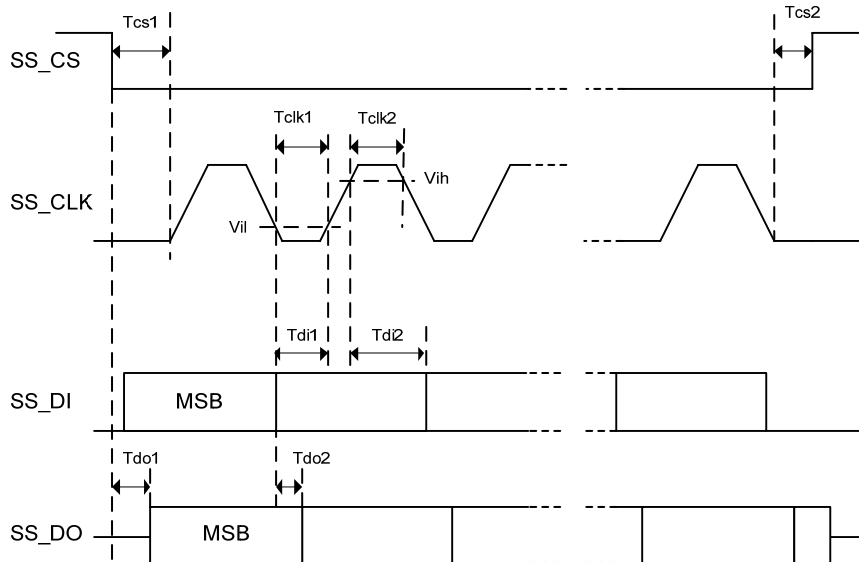 Tcs1
Tcs2
SS_CS
Tclk1
Tclk2
SS_CLK
Vih
Vil
Tdi1
Tdi2
SS_DI
MSB
Tdo1
Tdo2
SS_DO
MSB